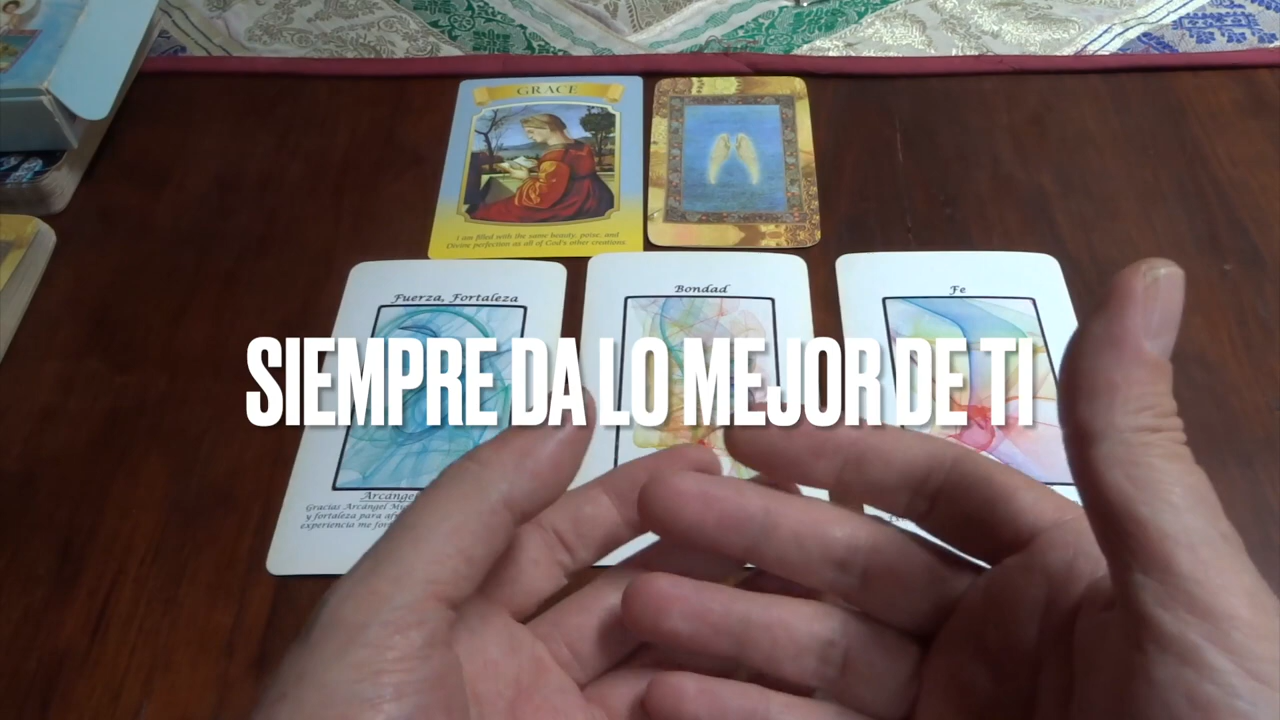 GRACE
I am filled with the same beauty, poise, and
Divine perfection as all of God's other creations.
Fuerza, Fortaleza
Bondad
Fe
SIEMPRE DA LO MEJOR DE TI
Arcángel
Gracias Arcángel
y fortaleza para
experiencia me